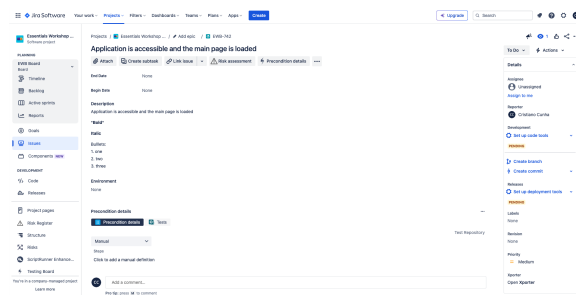 Jira Software Your work Projects Filters Dashboards Teams Plans Apps Create Upgrade Search
Essentials Workshop ...
Software project
PLANNING
EWB Board
Board
Timeline
Backlog
Active sprints
Reports
Goals
Issues
Components NEW
DEVELOPMENT
Code
Releases
Project pages
Risk Register
Structure
Risks
ScriptRunner Enhance...
Testing Board
You're in a company-managed project
Learn more
Projects / Essentials Workshop ... / Add epic / EWB-742
Application is accessible and the main page is loaded
Attach Create subtask Link issue Risk assessment Precondition details ...
End Date None
Begin Date None
Description
Application is accessible and the main page is loaded
*Bold*
Italic
Bullets:
1. one
2. two
3. three
Environment
None
Precondition details ...
Precondition details Tests
Test Repository
Manual
Steps
Click to add a manual definition
CC Add a comment...
Pro tip: press M to comment
1
To Do Actions
Details
Assignee
Unassigned
Assign to me
Reporter
CC Cristiano Cunha
Development
Set up code tools
PENDING
Create branch
Create commit
Releases
Set up deployment tools
PENDING
Labels
None
Revision
None
Priority
Medium
Xporter
Open Xporter